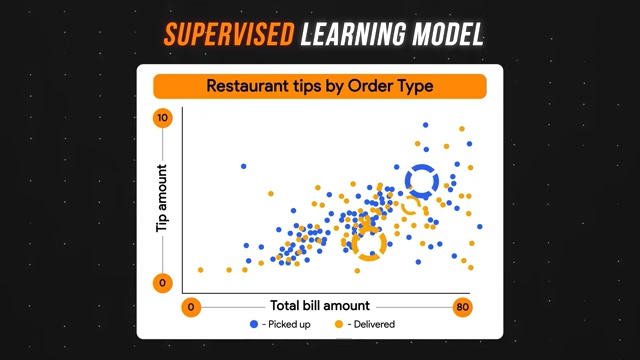 SUPERVISED LEARNING MODEL
Restaurant tips by Order Type
10
Tip amount
0
0
Total bill amount
80
- Picked up
- Delivered